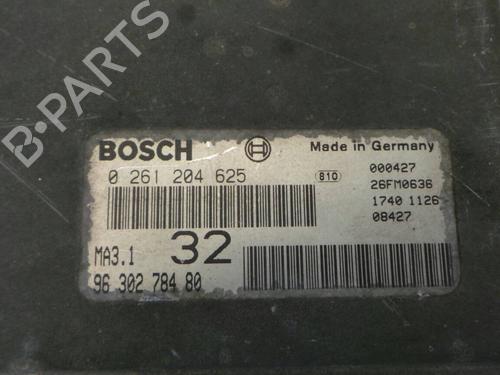 B-PARTS
BOSCH
Made in Germany
0 261 204 625
810
000427
26FM0636
1740 1126
08427
MA3.1
32
96 302 784 80